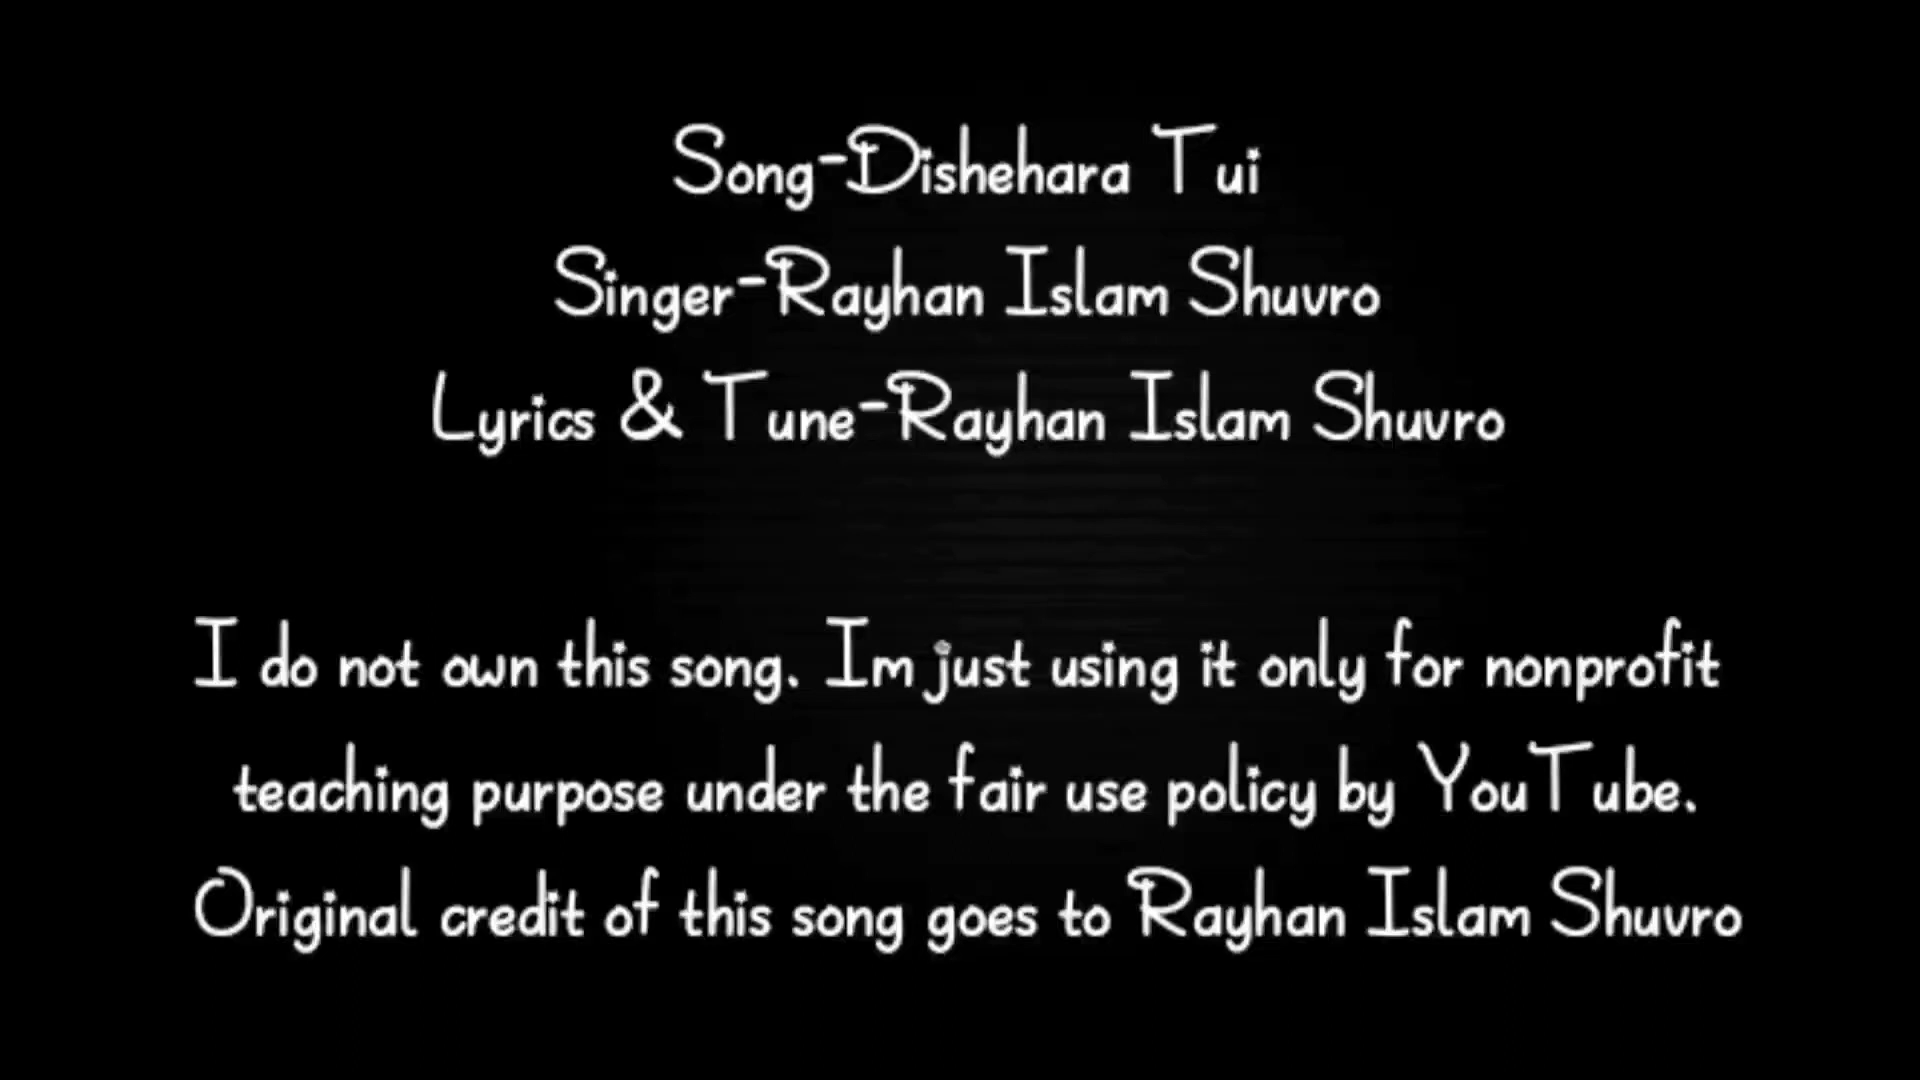 Song-Dishehara Tui
Singer-Rayhan Islam Shuvro
Lyrics & Tune-Rayhan Islam Shuvro
I do not own this song. Im just using it only for nonprofit
teaching purpose under the fair use policy by YouTube.
Original credit of this song goes to Rayhan Islam Shuvro